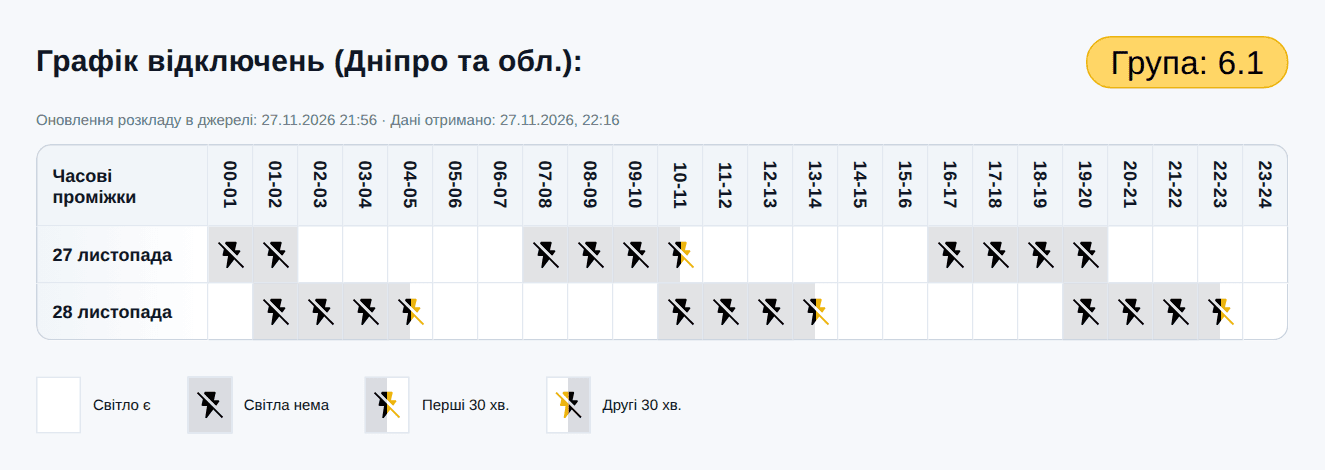 Графік відключень (Дніпро та обл.):
Група: 6.1
Оновлення розкладу в джерелі: 27.11.2026 21:56 · Дані отримано: 27.11.2026, 22:16
Часові
проміжки
00-01 01-02 02-03 03-04 04-05 05-06 06-07 07-08 08-09 09-10 10-11 11-12 12-13 13-14 14-15 15-16 16-17 17-18 18-19 19-20 20-21 21-22 22-23 23-24
27 листопада
28 листопада
Світло є
Світла нема
Перші 30 хв.
Другі 30 хв.